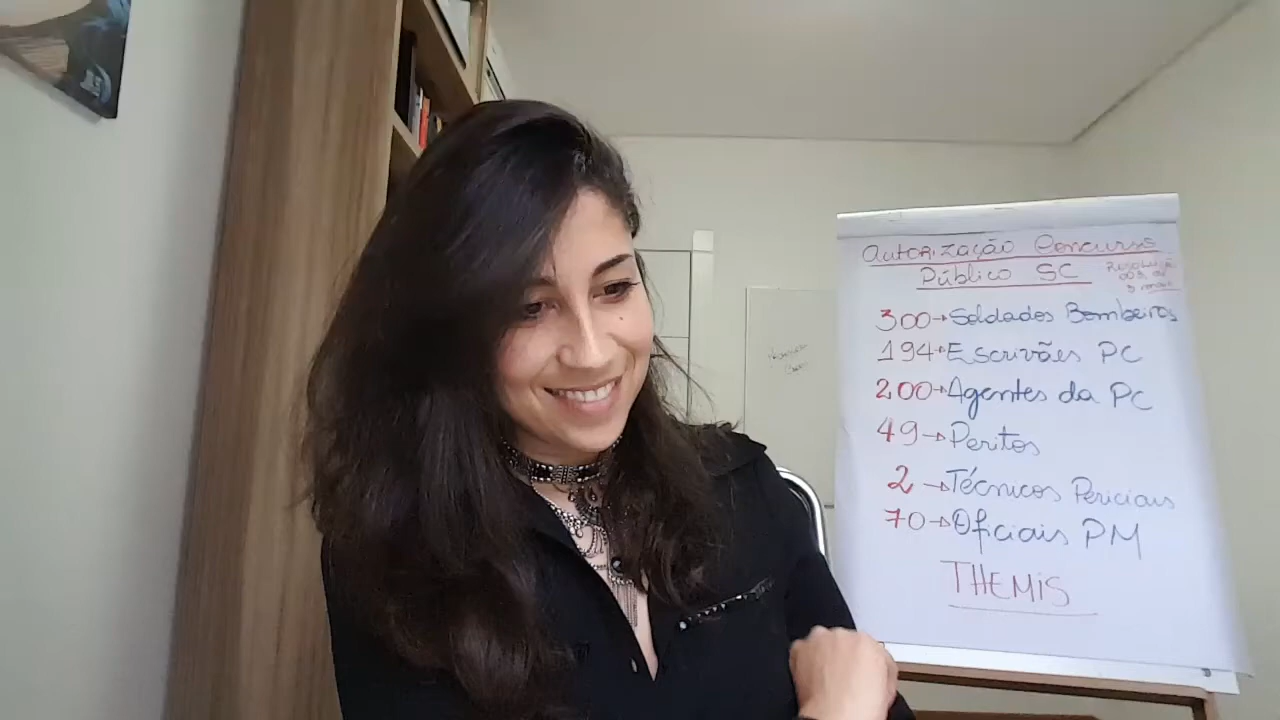 Autorização Concurso
Público SC
300→Soldados Bombeiros
194→Escrivães PC
200→Agentes da PC
49→Peritos
2→Técnicos Periciais
70→Oficiais PM
THEMIS